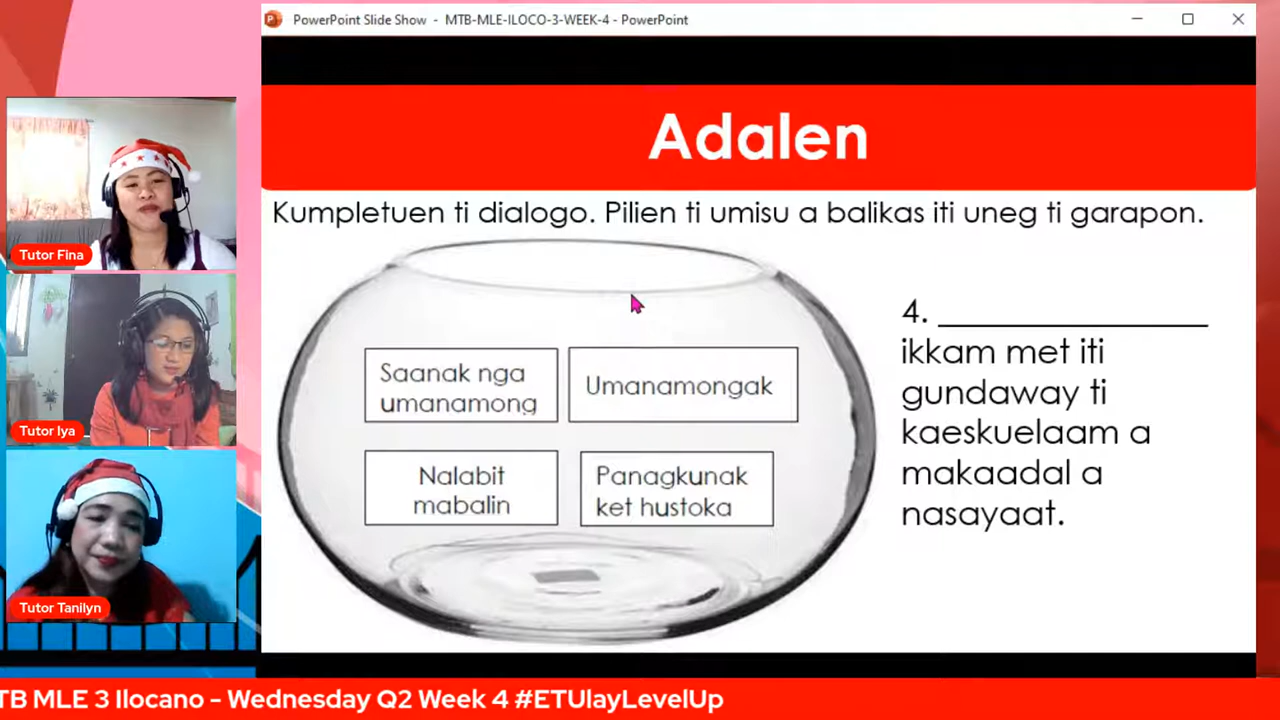 PowerPoint Slide Show - MTB-MLE-ILOCO-3-WEEK-4 - PowerPoint
Adalen
Kumpletuen ti dialogo. Pilien ti umisu a balikas iti uneg ti garapon.
Saanak nga
umanamong
Umanamongak
Nalabit
mabalin
Panagkunak
ket hustoka
4. _______________
ikkam met iti
gundaway ti
kaeskuelaam a
makaadal a
nasayaat.
Tutor Fina
Tutor Iya
Tutor Tanilyn
TB MLE 3 Ilocano - Wednesday Q2 Week 4 #ETUlayLevelUp